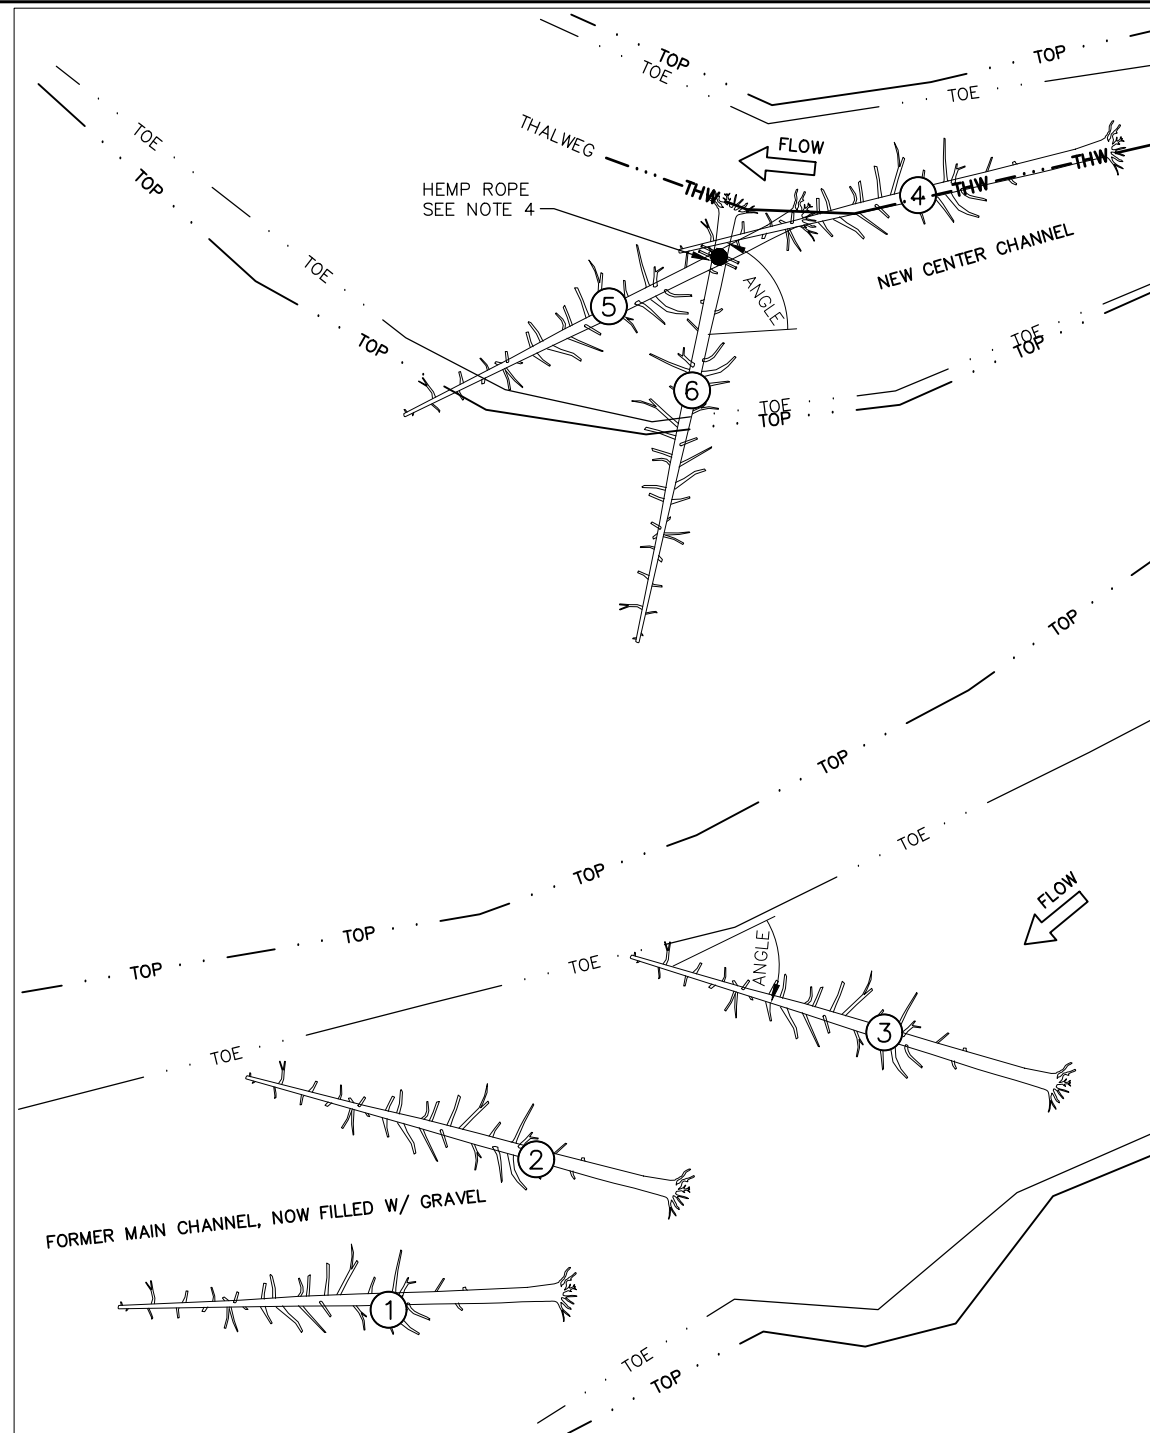 TOP
TOE
TOP
TOE
TOE
TOP
THALWEG
THW
FLOW
4
THW
THW
HEMP ROPE
SEE NOTE 4
NEW CENTER CHANNEL
TOE
ANGLE
5
TOP
TOE
TOP
6
TOE
TOP
TOP
TOP
TOE
TOP
FLOW
TOP
TOP
TOE
ANGLE
3
TOE
2
FORMER MAIN CHANNEL, NOW FILLED W/ GRAVEL
1
TOE
TOP